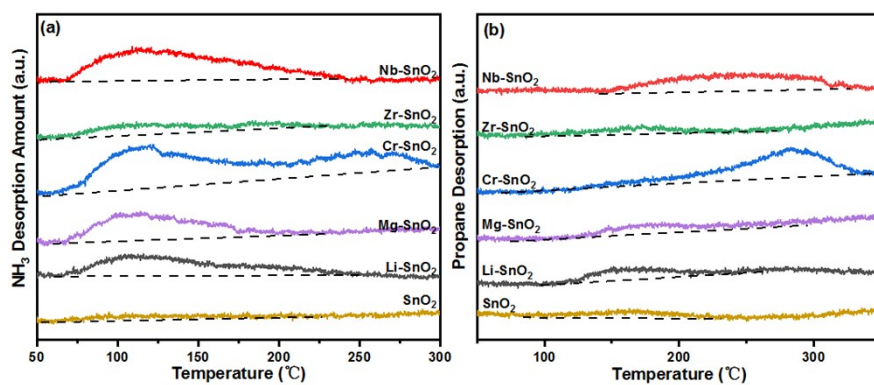 (a)
Nb-SnO₂
Zr-SnO₂
Cr-SnO₂
Mg-SnO₂
Li-SnO₂
SnO₂
NH₃ Desorption Amount (a.u.)
50 100 150 200 250 300
Temperature (℃)
(b)
Nb-SnO₂
Zr-SnO₂
Cr-SnO₂
Mg-SnO₂
Li-SnO₂
SnO₂
Propane Desorption (a.u.)
100 200 300
Temperature (℃)